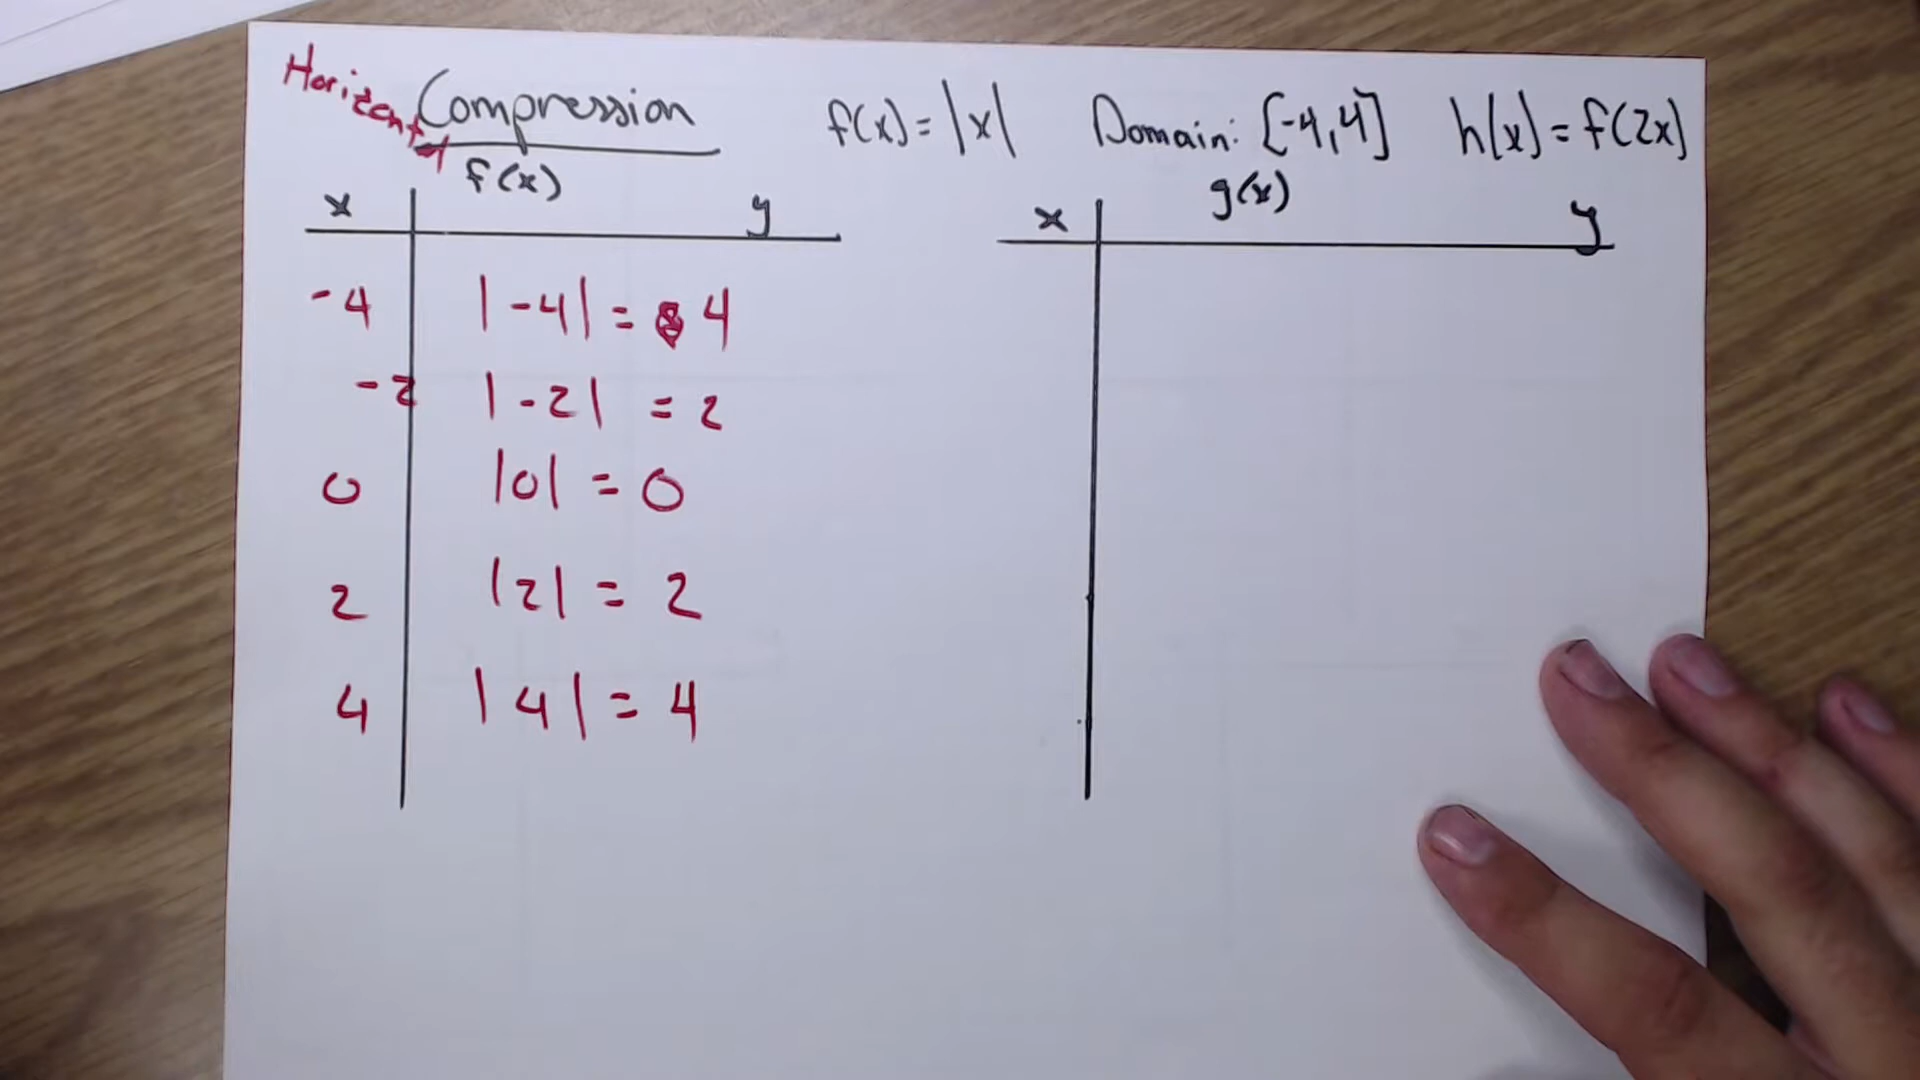 Horizontal Compression f(x) = |x| Domain: [-4,4] h(x) = f(2x)
f(x) g(x)
x y x y
-4 |-4| = 4
-2 |-2| = 2
0 |0| = 0
2 |2| = 2
4 |4| = 4